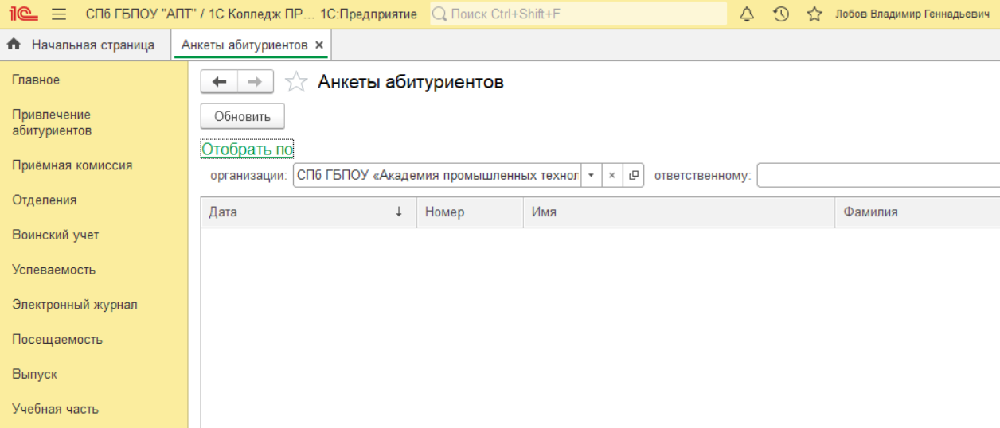 1С СПб ГБПОУ "АПТ" / 1С Колледж ПР... 1С:Предприятие Поиск Ctrl+Shift+F Лобов Владимир Геннадьевич
Начальная страница Анкеты абитуриентов ×
Главное
Привлечение
абитуриентов
Приёмная комиссия
Отделения
Воинский учет
Успеваемость
Электронный журнал
Посещаемость
Выпуск
Учебная часть
Анкеты абитуриентов
Обновить
Отобрать по
организации: СПб ГБПОУ «Академия промышленных технол ответственному:
Дата ↓ Номер Имя Фамилия